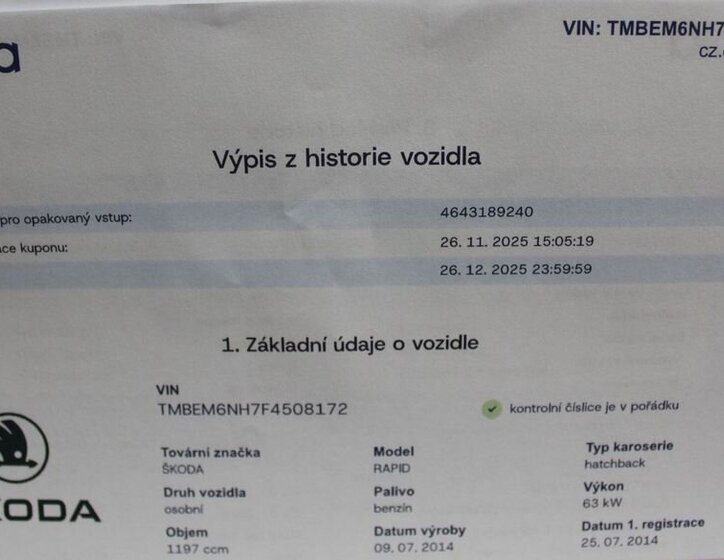 a
VIN: TMBEM6NH7
cz.
Výpis z historie vozidla
pro opakovaný vstup: 4643189240
ace kuponu: 26. 11. 2025 15:05:19
26. 12. 2025 23:59:59
1. Základní údaje o vozidle
VIN
TMBEM6NH7F4508172 kontrolní číslice je v pořádku
Tovární značka Model Typ karoserie
ŠKODA RAPID hatchback
Druh vozidla Palivo Výkon
osobní benzin 63 kW
KODA
Objem Datum výroby Datum 1. registrace
1197 ccm 09. 07. 2014 25. 07. 2014